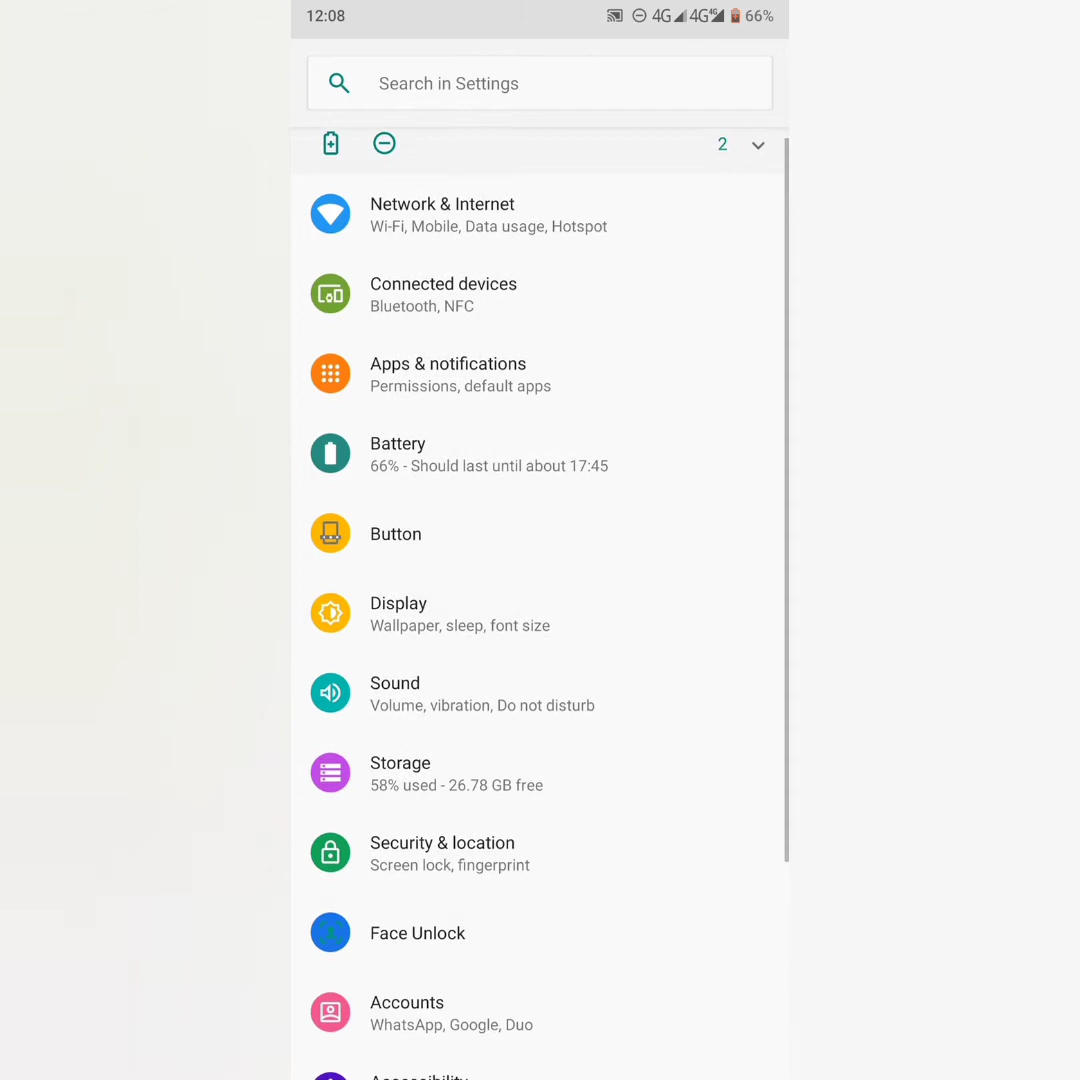 12:08 4G 4G 4G 66%
Search in Settings
2
Network & Internet
Wi-Fi, Mobile, Data usage, Hotspot
Connected devices
Bluetooth, NFC
Apps & notifications
Permissions, default apps
Battery
66% - Should last until about 17:45
Button
Display
Wallpaper, sleep, font size
Sound
Volume, vibration, Do not disturb
Storage
58% used - 26.78 GB free
Security & location
Screen lock, fingerprint
Face Unlock
Accounts
WhatsApp, Google, Duo
Accessibility